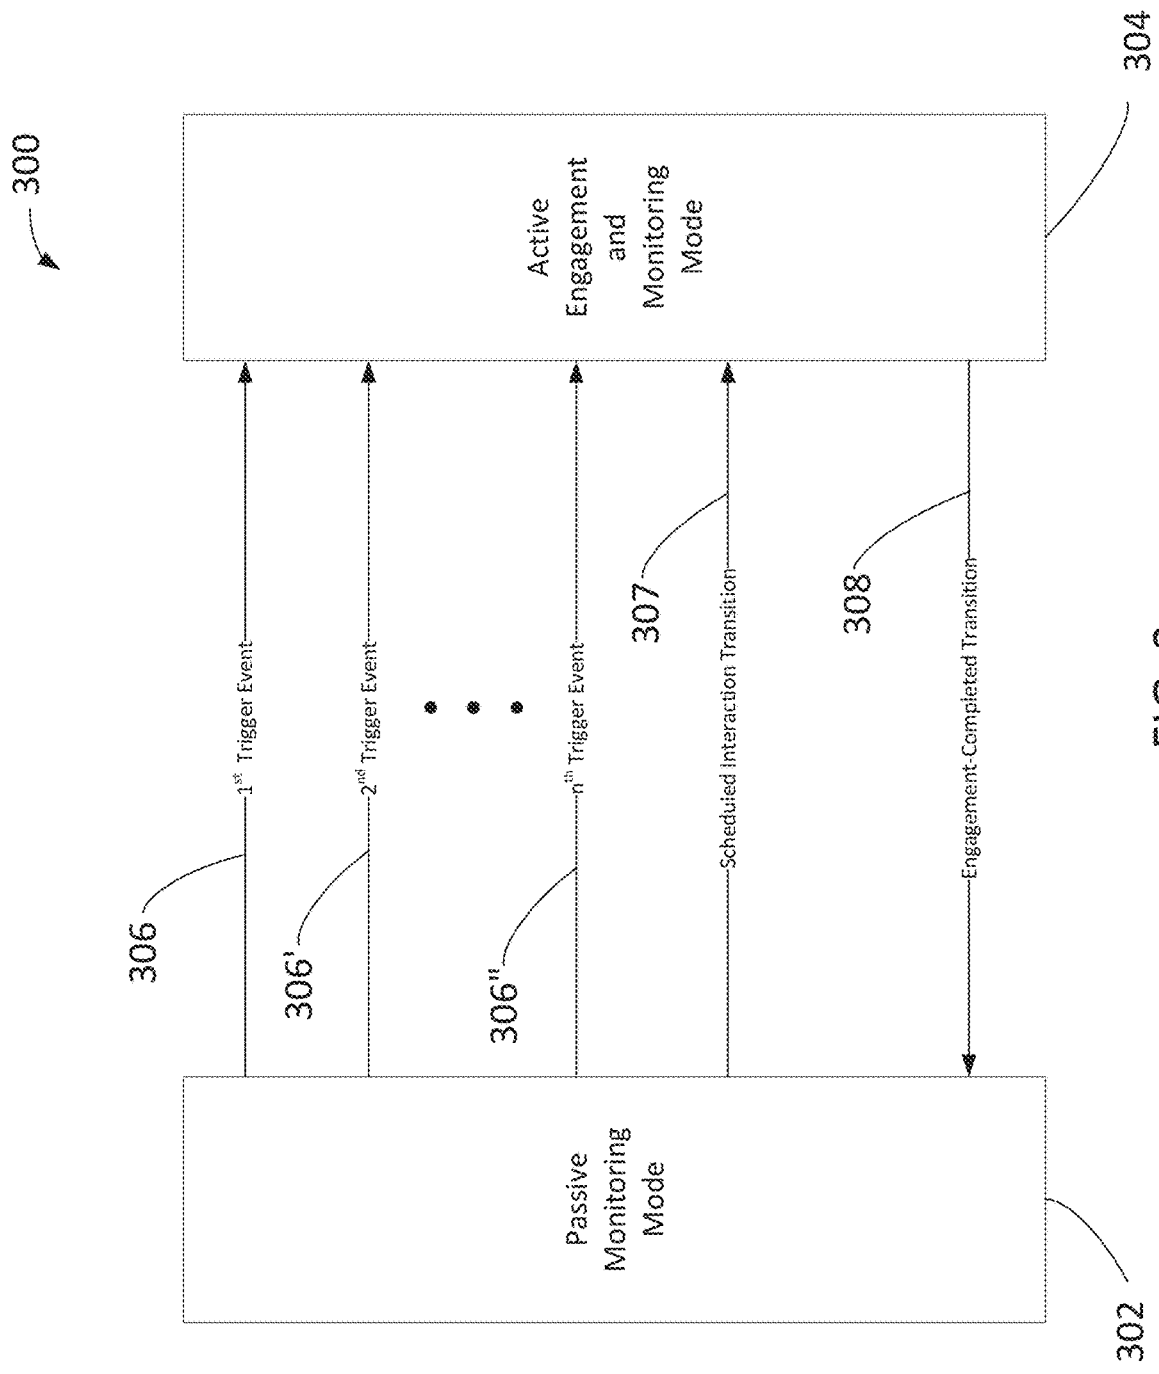 300
Passive
Monitoring
Mode
302
Active
Engagement
and
Monitoring
Mode
304
1st Trigger Event
306
2nd Trigger Event
306'
nth Trigger Event
306"
Scheduled Interaction Transition
307
Engagement-Completed Transition
308